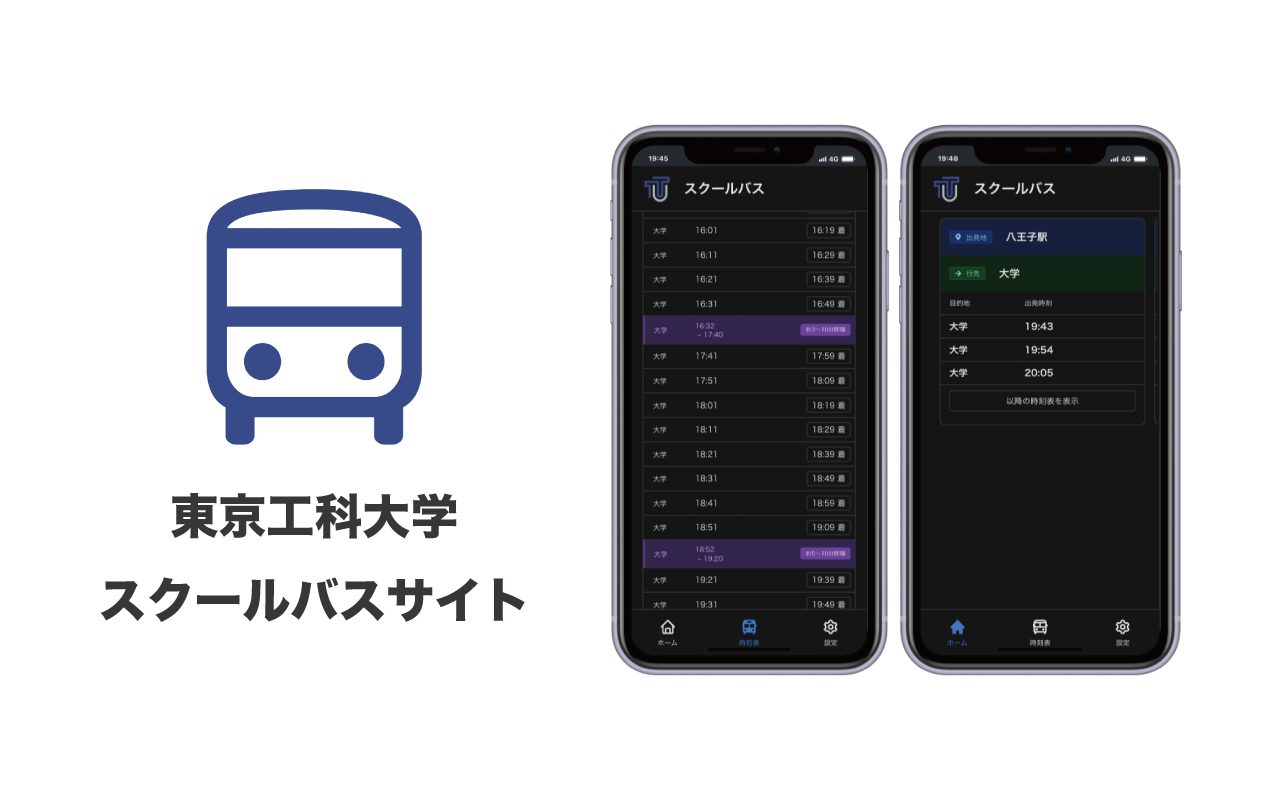 東京工科大学
スクールバスサイト
19:45
4G
スクールバス
大学 16:01 16:19 着
大学 16:11 16:29 着
大学 16:21 16:39 着
大学 16:31 16:49 着
大学 16:32 ~ 17:40 約3~10分間隔
大学 17:41 17:59 着
大学 17:51 18:09 着
大学 18:01 18:19 着
大学 18:11 18:29 着
大学 18:21 18:39 着
大学 18:31 18:49 着
大学 18:41 18:59 着
大学 18:51 19:09 着
大学 18:52 ~ 19:20 約5~10分間隔
大学 19:21 19:39 着
大学 19:31 19:49 着
ホーム 時刻表 設定
19:48
4G
スクールバス
出発地 八王子駅
行先 大学
目的地 出発時刻
大学 19:43
大学 19:54
大学 20:05
以降の時刻表を表示
ホーム 時刻表 設定